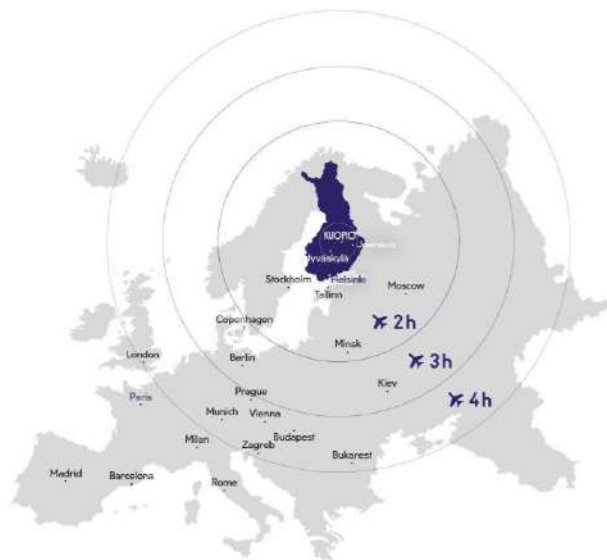 KUOPIO
Joensuu
Jyväskylä
Stockholm
Helsinki
Tallinn
Moscow
Copenhagen
2h
Minsk
London
Berlin
3h
Kiev
Prague
Paris
4h
Munich
Vienna
Milan
Budapest
Zagreb
Bukarest
Madrid
Barcelona
Rome